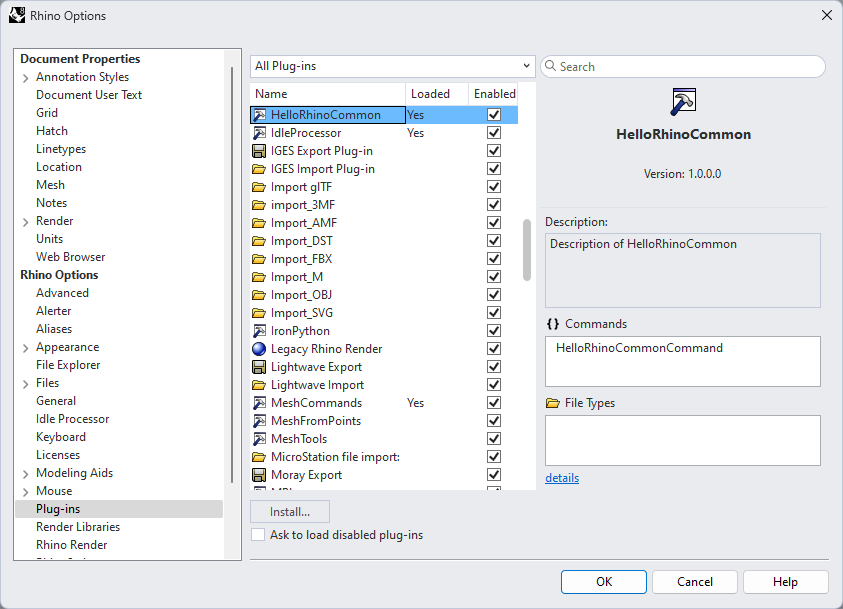 Rhino Options
Document Properties
Annotation Styles
Document User Text
Grid
Hatch
Linetypes
Location
Mesh
Notes
Render
Units
Web Browser
Rhino Options
Advanced
Alerter
Aliases
Appearance
File Explorer
Files
General
Idle Processor
Keyboard
Licenses
Modeling Aids
Mouse
Plug-ins
Render Libraries
Rhino Render
All Plug-ins
Name Loaded Enabled
HelloRhinoCommon Yes
IdleProcessor Yes
IGES Export Plug-in
IGES Import Plug-in
Import glTF
import_3MF
Import_AMF
Import_DST
Import_FBX
Import_M
Import_OBJ
Import_SVG
IronPython
Legacy Rhino Render
Lightwave Export
Lightwave Import
MeshCommands Yes
MeshFromPoints
MeshTools
MicroStation file import:
Moray Export
Install...
Ask to load disabled plug-ins
Search
HelloRhinoCommon
Version: 1.0.0.0
Description:
Description of HelloRhinoCommon
{} Commands
HelloRhinoCommonCommand
File Types
details
OK Cancel Help